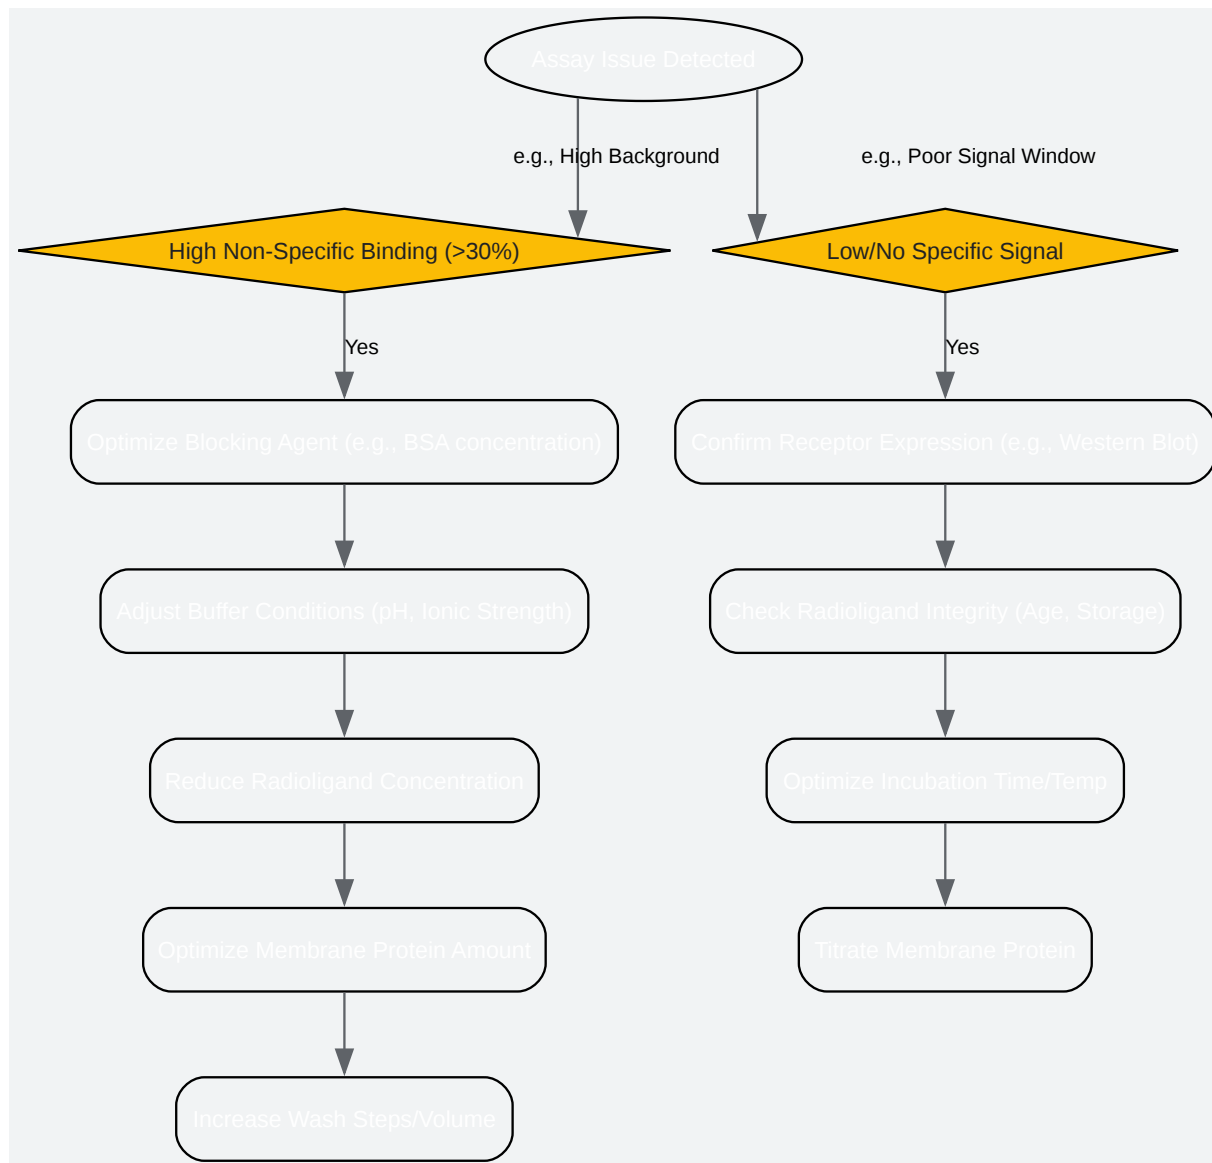 Assay Issue Detected
e.g., High Background
e.g., Poor Signal Window
High Non-Specific Binding (>30%)
Low/No Specific Signal
Yes
Yes
Optimize Blocking Agent (e.g., BSA concentration)
Confirm Receptor Expression (e.g., Western Blot)
Adjust Buffer Conditions (pH, Ionic Strength)
Check Radioligand Integrity (Age, Storage)
Reduce Radioligand Concentration
Optimize Incubation Time/Temp
Optimize Membrane Protein Amount
Titrate Membrane Protein
Increase Wash Steps/Volume